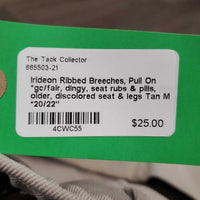 The Tack Collector
665503-21
Irideon Ribbed Breeches, Pull On
*gc/fair, dingy, seat rubs & pills,
older, discolored seat & legs Tan M
*20/22"
4CWC55
$25.00